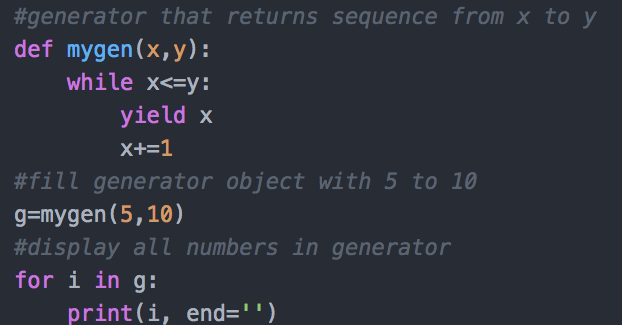 #generator that returns sequence from x to y
def mygen(x,y):
    while x<=y:
        yield x
        x+=1
#fill generator object with 5 to 10
g=mygen(5,10)
#display all numbers in generator
for i in g:
    print(i, end='')